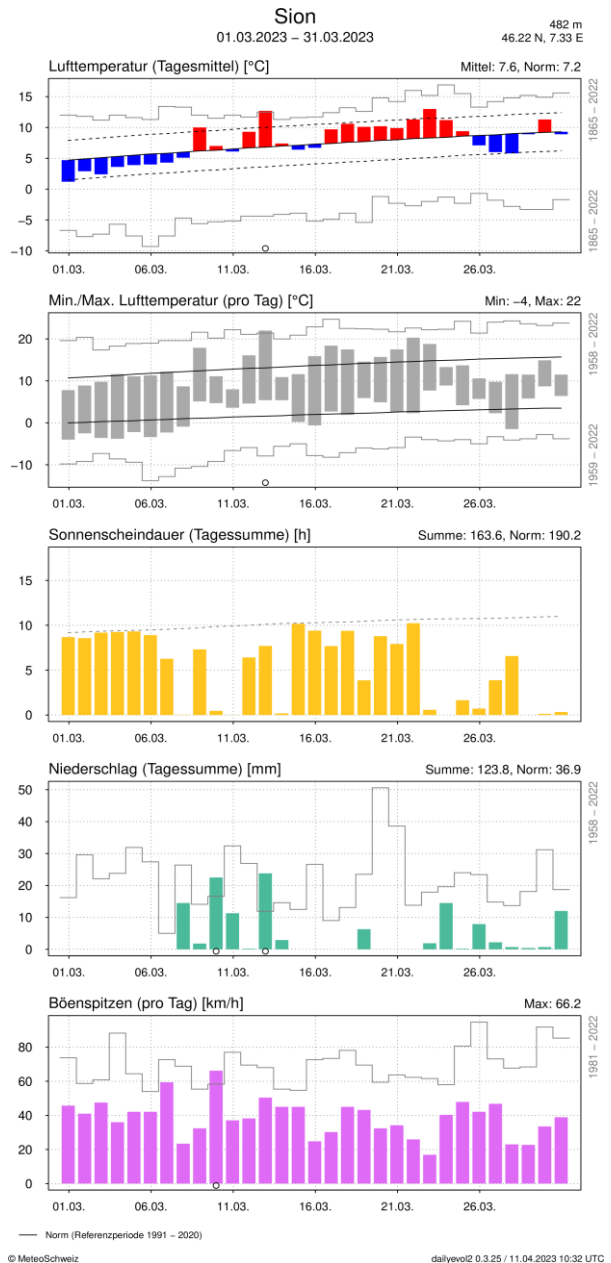 Sion
01.03.2023 – 31.03.2023
482 m
46.22 N, 7.33 E
Lufttemperatur (Tagesmittel) [°C]
Mittel: 7.6, Norm: 7.2
15
10
5
0
−5
−10
1865 – 2022
1865 – 2022
01.03. 06.03. 11.03. 16.03. 21.03. 26.03.
Min./Max. Lufttemperatur (pro Tag) [°C]
Min: −4, Max: 22
20
10
0
−10
1958 – 2022
1959 – 2022
01.03. 06.03. 11.03. 16.03. 21.03. 26.03.
Sonnenscheindauer (Tagessumme) [h]
Summe: 163.6, Norm: 190.2
15
10
5
0
01.03. 06.03. 11.03. 16.03. 21.03. 26.03.
Niederschlag (Tagessumme) [mm]
Summe: 123.8, Norm: 36.9
50
40
30
20
10
0
1958 – 2022
01.03. 06.03. 11.03. 16.03. 21.03. 26.03.
Böenspitzen (pro Tag) [km/h]
Max: 66.2
80
60
40
20
0
1981 – 2022
01.03. 06.03. 11.03. 16.03. 21.03. 26.03.
Norm (Referenzperiode 1991 – 2020)
© MeteoSchweiz
dailyevol2 0.3.25 / 11.04.2023 10:32 UTC